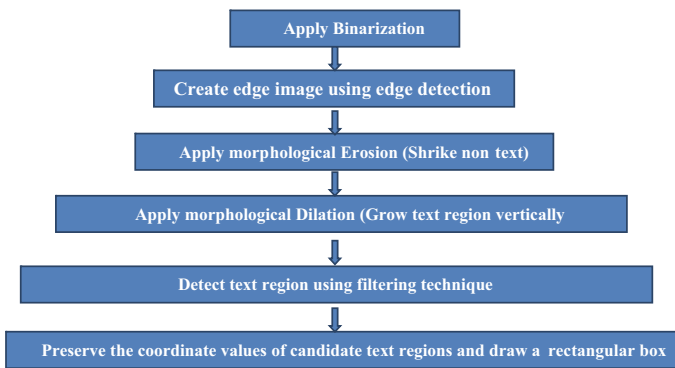 Apply Binarization
Create edge image using edge detection
Apply morphological Erosion (Shrike non text)
Apply morphological Dilation (Grow text region vertically
Detect text region using filtering technique
Preserve the coordinate values of candidate text regions and draw a rectangular box